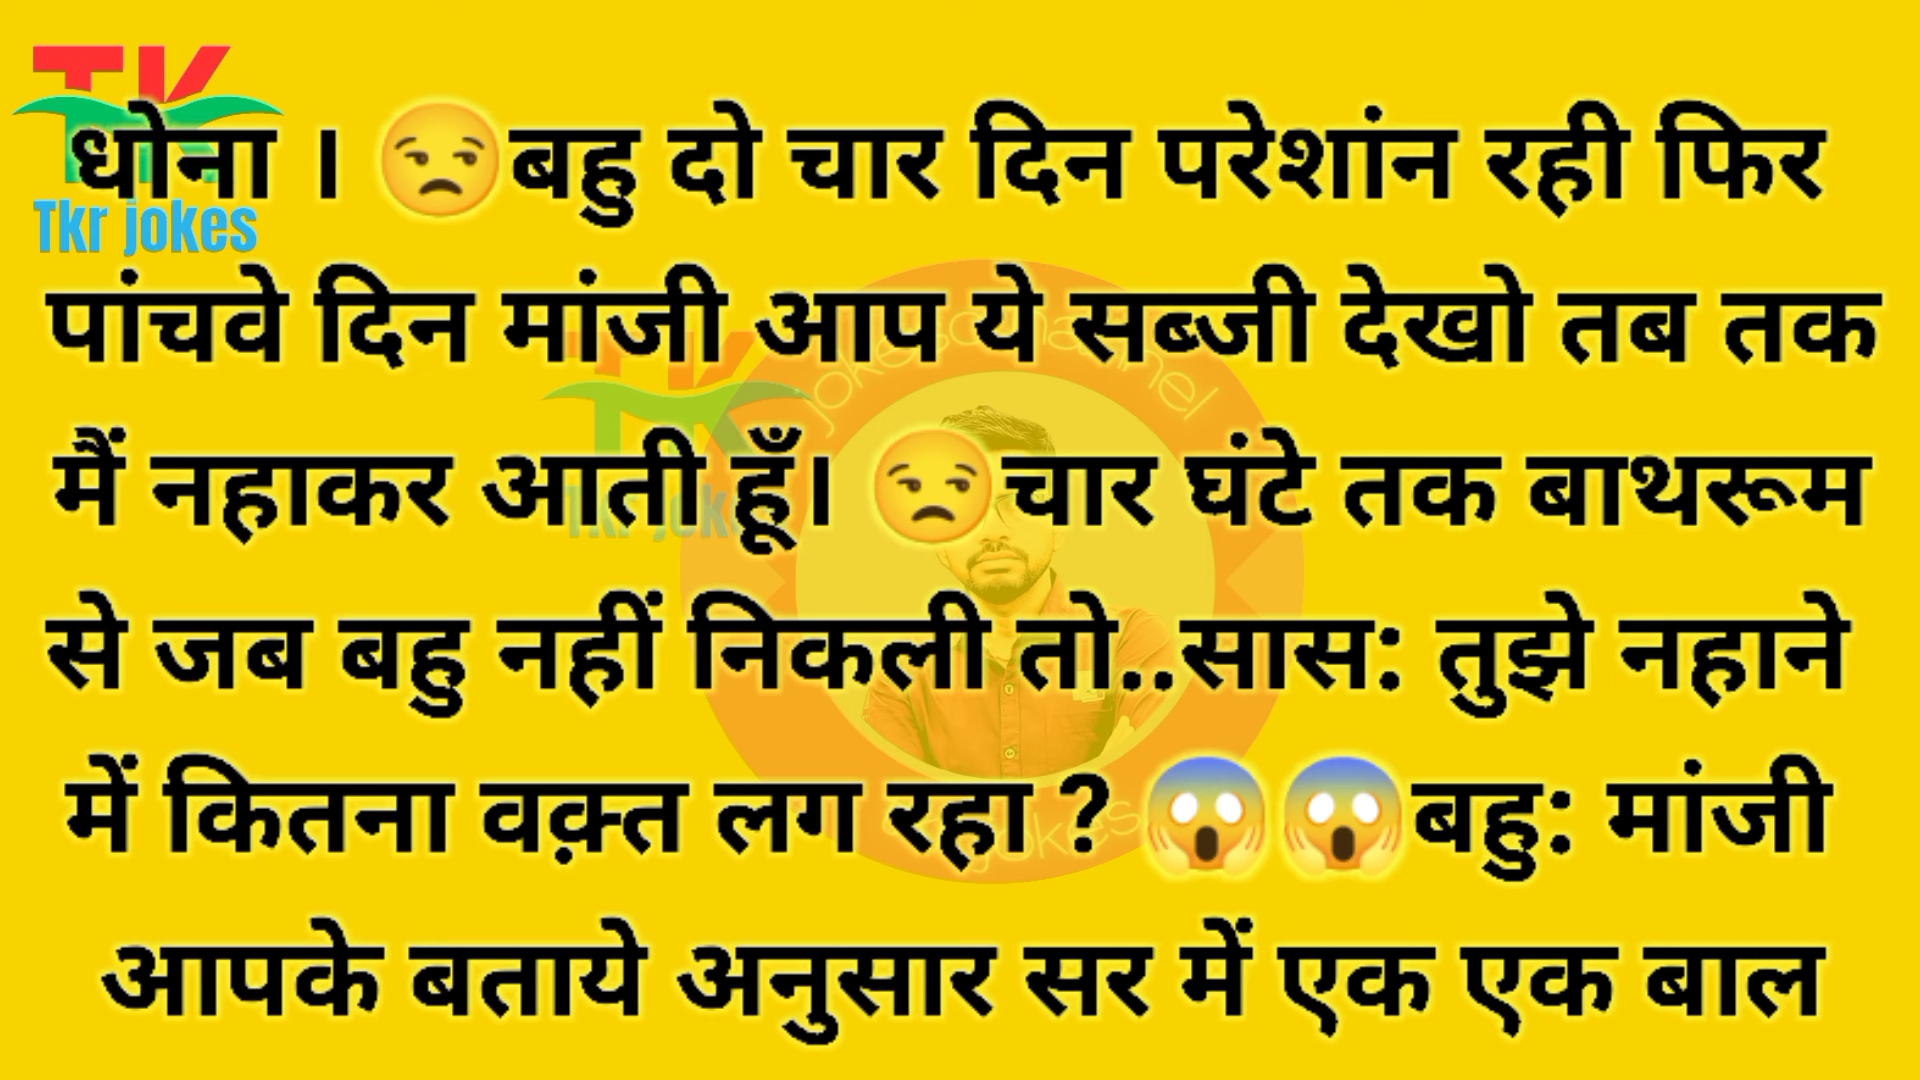 TK
Tkr jokes
धोना । 😒बहु दो चार दिन परेशांन रही फिर
पांचवे दिन मांजी आप ये सब्जी देखो तब तक
मैं नहाकर आती हूँ। 😒चार घंटे तक बाथरूम
से जब बहु नहीं निकली तो..सास: तुझे नहाने
में कितना वक़्त लग रहा ? 😱😱बहु: मांजी
आपके बताये अनुसार सर में एक एक बाल